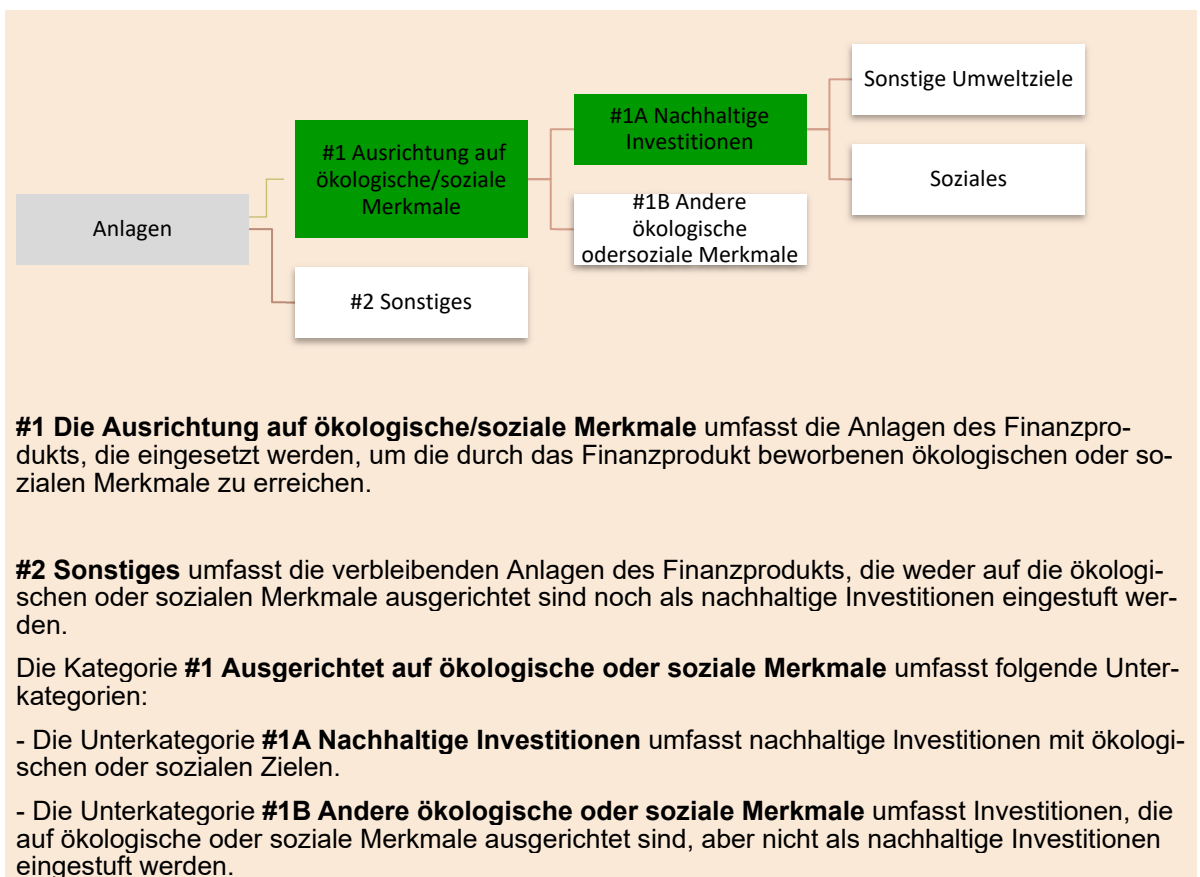 Sonstige Umweltziele
#1A Nachhaltige
Investitionen
#1 Ausrichtung auf
ökologische/soziale
Merkmale
Soziales
#1B Andere
ökologische
odersoziale Merkmale
Anlagen
#2 Sonstiges
#1 Die Ausrichtung auf ökologische/soziale Merkmale umfasst die Anlagen des Finanzpro-
dukts, die eingesetzt werden, um die durch das Finanzprodukt beworbenen ökologischen oder so-
zialen Merkmale zu erreichen.
#2 Sonstiges umfasst die verbleibenden Anlagen des Finanzprodukts, die weder auf die ökologi-
schen oder sozialen Merkmale ausgerichtet sind noch als nachhaltige Investitionen eingestuft wer-
den.
Die Kategorie #1 Ausgerichtet auf ökologische oder soziale Merkmale umfasst folgende Unter-
kategorien:
- Die Unterkategorie #1A Nachhaltige Investitionen umfasst nachhaltige Investitionen mit ökologi-
schen oder sozialen Zielen.
- Die Unterkategorie #1B Andere ökologische oder soziale Merkmale umfasst Investitionen, die
auf ökologische oder soziale Merkmale ausgerichtet sind, aber nicht als nachhaltige Investitionen
eingestuft werden.